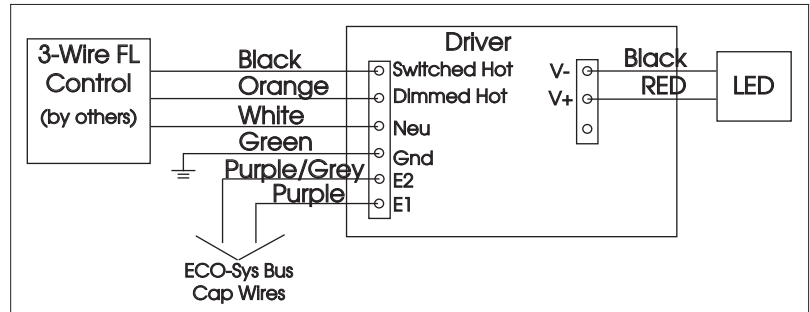 3-Wire FL
Control
(by others)
Black
Orange
White
Green
Purple/Grey
Purple
ECO-Sys Bus
Cap Wires
Driver
Switched Hot
Dimmed Hot
Neu
Gnd
E2
E1
V-
V+
Black
RED
LED